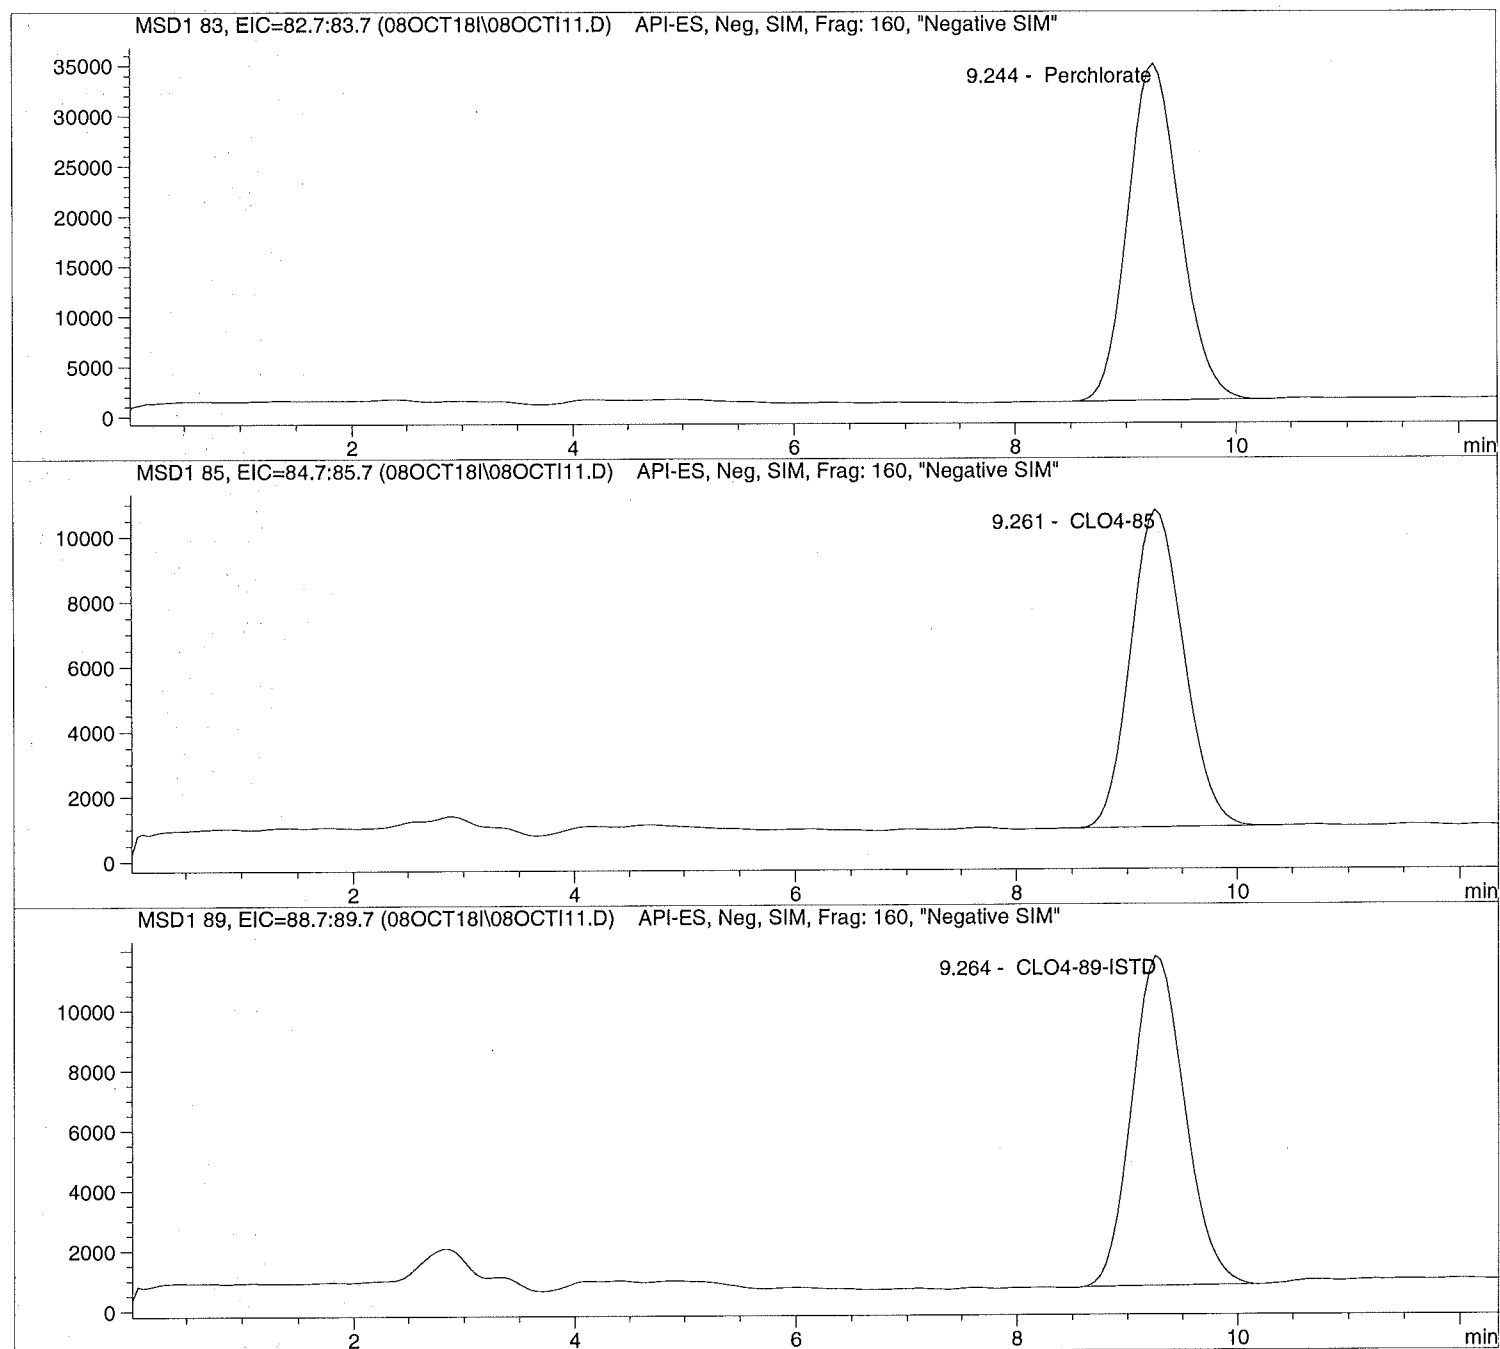 MSD1 83, EIC=82.7:83.7 (08OCT18I\08OCTI11.D) API-ES, Neg, SIM, Frag: 160, "Negative SIM"
35000
9.244 - Perchlorate
30000
25000
20000
15000
10000
5000
0
2 4 6 8 10 min
MSD1 85, EIC=84.7:85.7 (08OCT18I\08OCTI11.D) API-ES, Neg, SIM, Frag: 160, "Negative SIM"
9.261 - CLO4-85
10000
8000
6000
4000
2000
0
2 4 6 8 10 min
MSD1 89, EIC=88.7:89.7 (08OCT18I\08OCTI11.D) API-ES, Neg, SIM, Frag: 160, "Negative SIM"
9.264 - CLO4-89-ISTD
10000
8000
6000
4000
2000
0
2 4 6 8 10 min